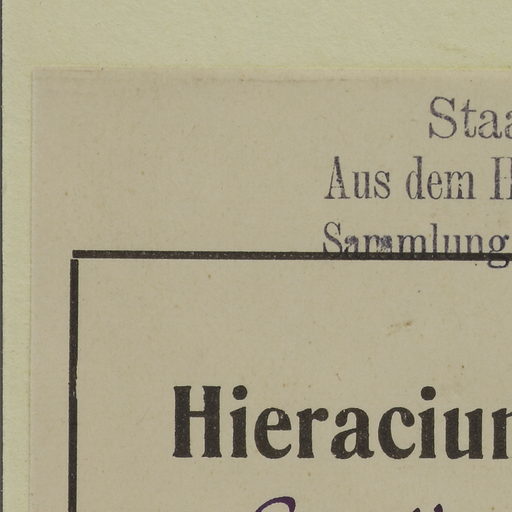 Staa
Aus dem H
Sammlung
Hieraciun